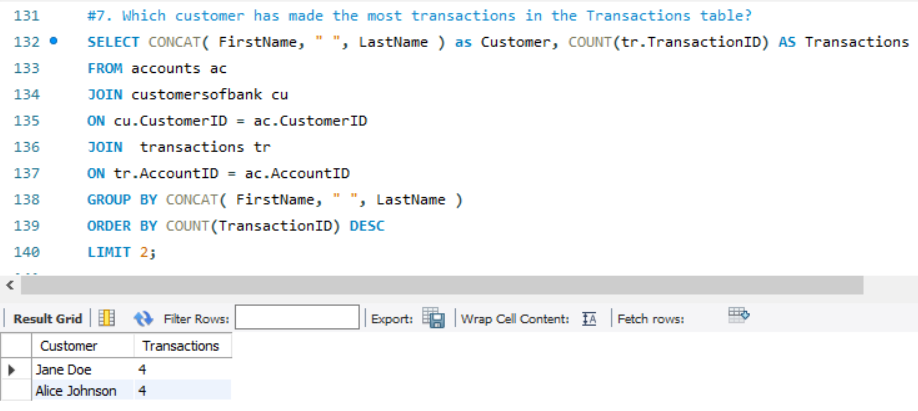 131 #7. Which customer has made the most transactions in the Transactions table?
132 SELECT CONCAT( FirstName, " ", LastName ) as Customer, COUNT(tr.TransactionID) AS Transactions
133 FROM accounts ac
134 JOIN customersofbank cu
135 ON cu.CustomerID = ac.CustomerID
136 JOIN  transactions tr
137 ON tr.AccountID = ac.AccountID
138 GROUP BY CONCAT( FirstName, " ", LastName )
139 ORDER BY COUNT(TransactionID) DESC
140 LIMIT 2;
Result Grid Filter Rows: Export: Wrap Cell Content: Fetch rows:
Customer Transactions
Jane Doe 4
Alice Johnson 4